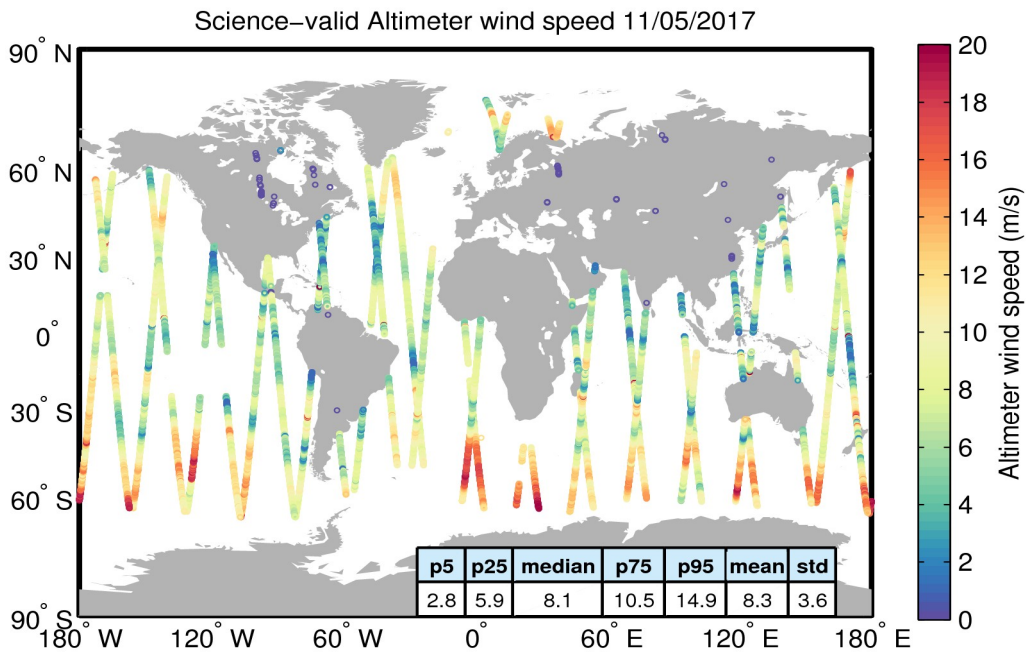 Science−valid Altimeter wind speed 11/05/2017
90° N
60° N
30° N
0°
30° S
60° S
90° S
180° W
120° W
60° W
0°
60° E
120° E
180° E
p5 p25 median p75 p95 mean std
2.8 5.9 8.1 10.5 14.9 8.3 3.6
20
18
16
14
12
10
8
6
4
2
0
Altimeter wind speed (m/s)